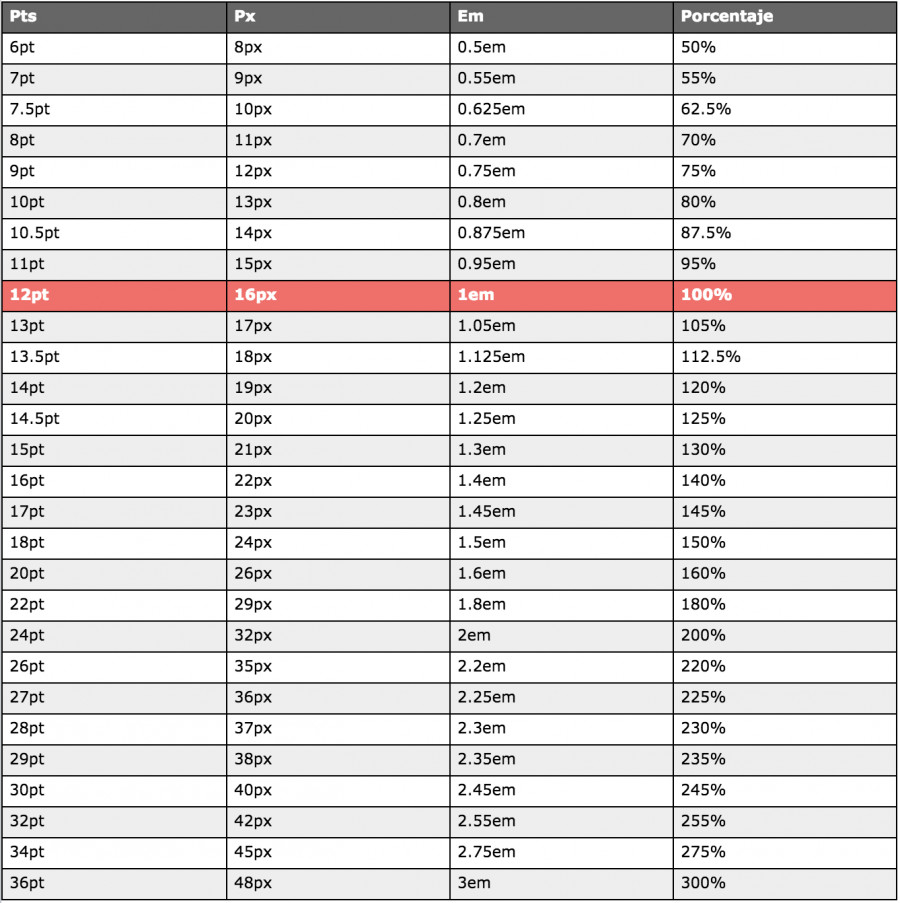 Pts Px Em Porcentaje
6pt 8px 0.5em 50%
7pt 9px 0.55em 55%
7.5pt 10px 0.625em 62.5%
8pt 11px 0.7em 70%
9pt 12px 0.75em 75%
10pt 13px 0.8em 80%
10.5pt 14px 0.875em 87.5%
11pt 15px 0.95em 95%
12pt 16px 1em 100%
13pt 17px 1.05em 105%
13.5pt 18px 1.125em 112.5%
14pt 19px 1.2em 120%
14.5pt 20px 1.25em 125%
15pt 21px 1.3em 130%
16pt 22px 1.4em 140%
17pt 23px 1.45em 145%
18pt 24px 1.5em 150%
20pt 26px 1.6em 160%
22pt 29px 1.8em 180%
24pt 32px 2em 200%
26pt 35px 2.2em 220%
27pt 36px 2.25em 225%
28pt 37px 2.3em 230%
29pt 38px 2.35em 235%
30pt 40px 2.45em 245%
32pt 42px 2.55em 255%
34pt 45px 2.75em 275%
36pt 48px 3em 300%